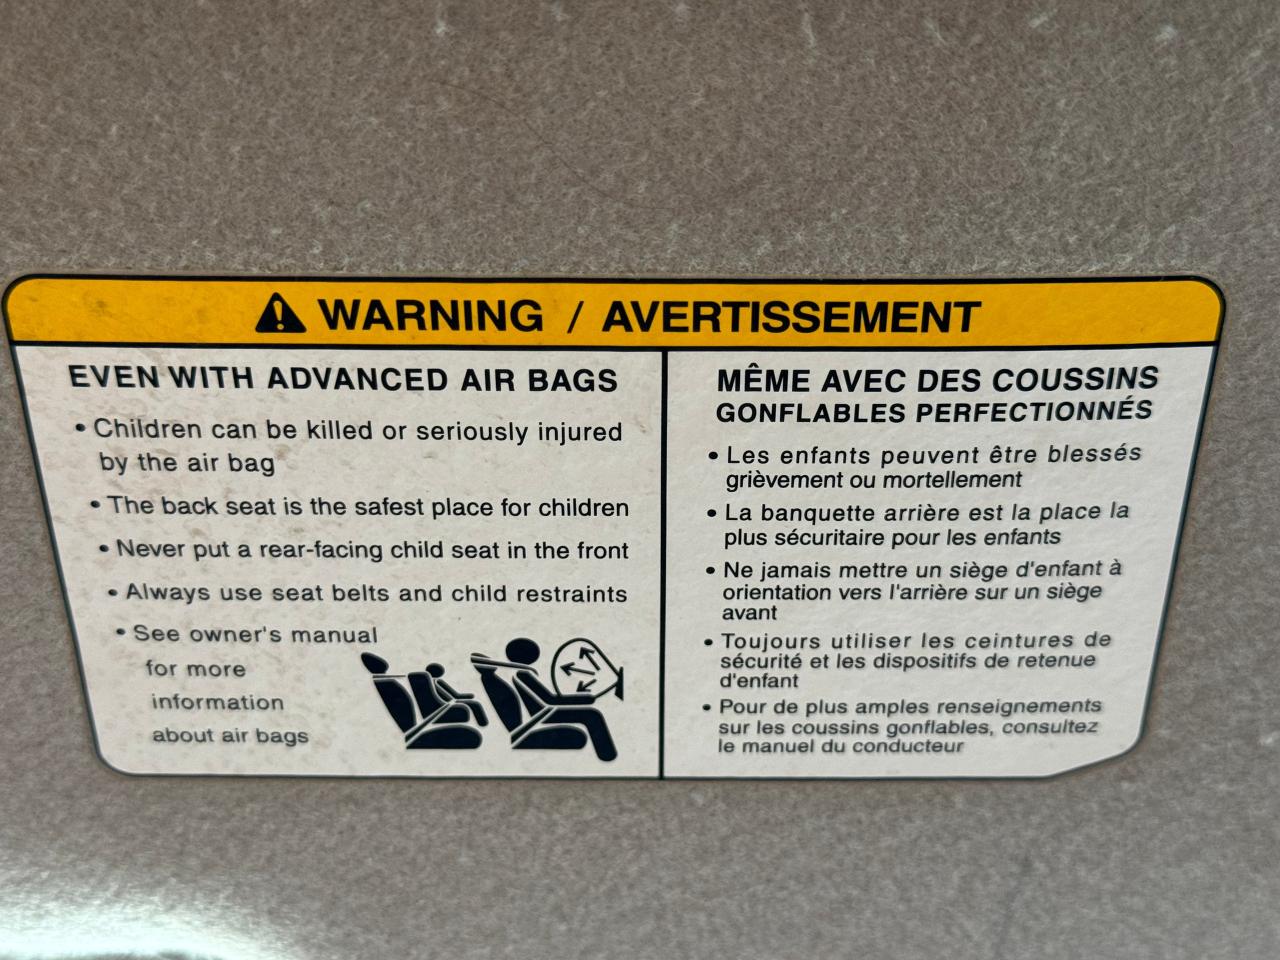 WARNING / AVERTISSEMENT
EVEN WITH ADVANCED AIR BAGS
• Children can be killed or seriously injured
by the air bag
• The back seat is the safest place for children
• Never put a rear-facing child seat in the front
• Always use seat belts and child restraints
• See owner's manual
for more
information
about air bags
MÊME AVEC DES COUSSINS
GONFLABLES PERFECTIONNÉS
• Les enfants peuvent être blessés
grièvement ou mortellement
• La banquette arrière est la place la
plus sécuritaire pour les enfants
• Ne jamais mettre un siège d'enfant à
orientation vers l'arrière sur un siège
avant
• Toujours utiliser les ceintures de
sécurité et les dispositifs de retenue
d'enfant
• Pour de plus amples renseignements
sur les coussins gonflables, consultez
le manuel du conducteur